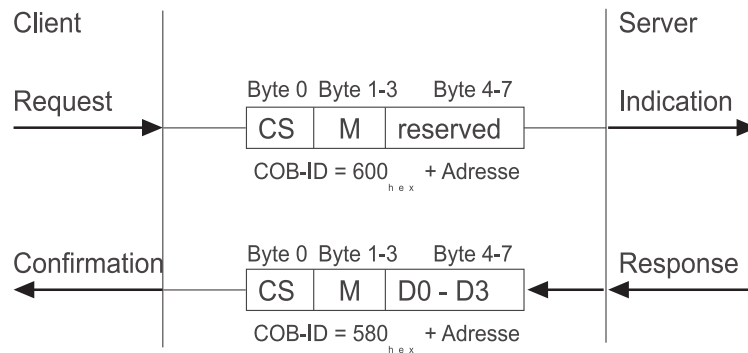 Client
Server
Byte 0 Byte 1-3 Byte 4-7
Request
Indication
CS M reserved
COB-ID = 600 hex + Adresse
Byte 0 Byte 1-3 Byte 4-7
Confirmation
Response
CS M D0 - D3
COB-ID = 580 hex + Adresse